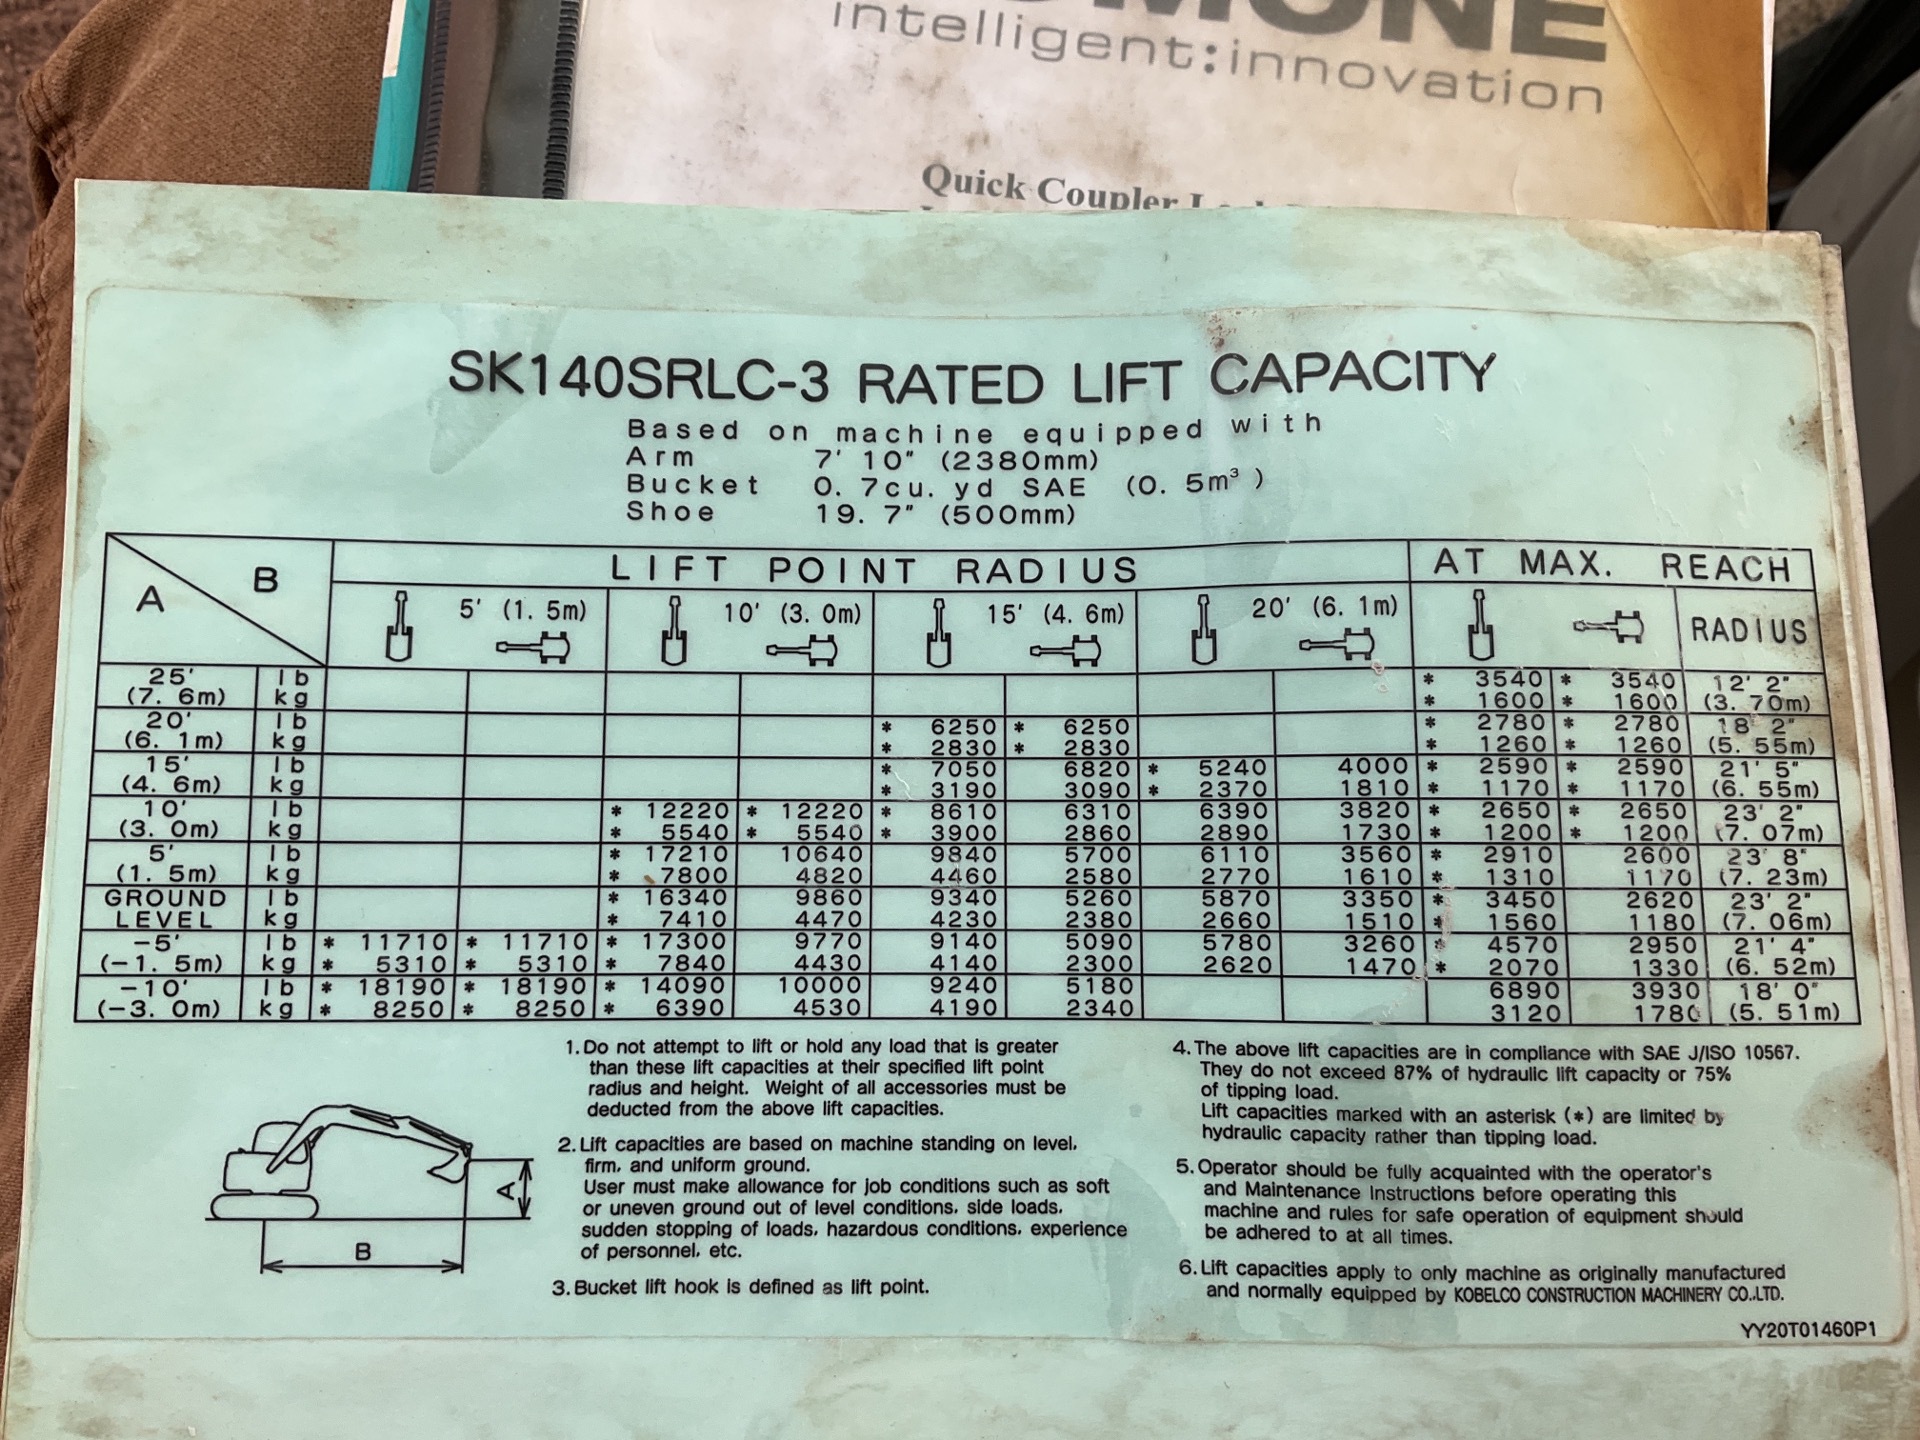 intelligent:innovation
Quick Coupler
SK140SRLC-3 RATED LIFT CAPACITY
Based on machine equipped with
Arm 7' 10" (2380mm)
Bucket 0. 7cu. yd SAE (0. 5m³ )
Shoe 19. 7" (500mm)
A B LIFT POINT RADIUS AT MAX. REACH
5' (1. 5m) 10' (3. 0m) 15' (4. 6m) 20' (6. 1m) RADIUS
25' lb * 3540 * 3540 12' 2"
(7. 6m) kg * 1600 * 1600 (3. 70m)
20' lb * 6250 * 6250 * 2780 * 2780 18' 2"
(6. 1m) kg * 2830 * 2830 * 1260 * 1260 (5. 55m)
15' lb * 7050 6820 * 5240 4000 * 2590 * 2590 21' 5"
(4. 6m) kg * 3190 3090 * 2370 1810 * 1170 * 1170 (6. 55m)
10' lb * 12220 * 12220 * 8610 6310 6390 3820 * 2650 * 2650 23' 2"
(3. 0m) kg * 5540 * 5540 * 3900 2860 2890 1730 * 1200 * 1200 (7. 07m)
5' lb * 17210 10640 9840 5700 6110 3560 * 2910 2600 23' 8"
(1. 5m) kg * 7800 4820 4460 2580 2770 1610 * 1310 1170 (7. 23m)
GROUND lb * 16340 9860 9340 5260 5870 3350 * 3450 2620 23' 2"
LEVEL kg * 7410 4470 4230 2380 2660 1510 * 1560 1180 (7. 06m)
-5' lb * 11710 * 11710 * 17300 9770 9140 5090 5780 3260 * 4570 2950 21' 4"
(-1. 5m) kg * 5310 * 5310 * 7840 4430 4140 2300 2620 1470 * 2070 1330 (6. 52m)
-10' lb * 18190 * 18190 * 14090 10000 9240 5180 6890 3930 18' 0"
(-3. 0m) kg * 8250 * 8250 * 6390 4530 4190 2340 3120 1780 (5. 51m)
A
B
1. Do not attempt to lift or hold any load that is greater
than these lift capacities at their specified lift point
radius and height. Weight of all accessories must be
deducted from the above lift capacities.
2. Lift capacities are based on machine standing on level,
firm, and uniform ground.
User must make allowance for job conditions such as soft
or uneven ground out of level conditions, side loads,
sudden stopping of loads, hazardous conditions, experience
of personnel, etc.
3. Bucket lift hook is defined as lift point.
4. The above lift capacities are in compliance with SAE J/ISO 10567.
They do not exceed 87% of hydraulic lift capacity or 75%
of tipping load.
Lift capacities marked with an asterisk (*) are limited by
hydraulic capacity rather than tipping load.
5. Operator should be fully acquainted with the operator's
and Maintenance Instructions before operating this
machine and rules for safe operation of equipment should
be adhered to at all times.
6. Lift capacities apply to only machine as originally manufactured
and normally equipped by KOBELCO CONSTRUCTION MACHINERY CO.,LTD.
YY20T01460P1